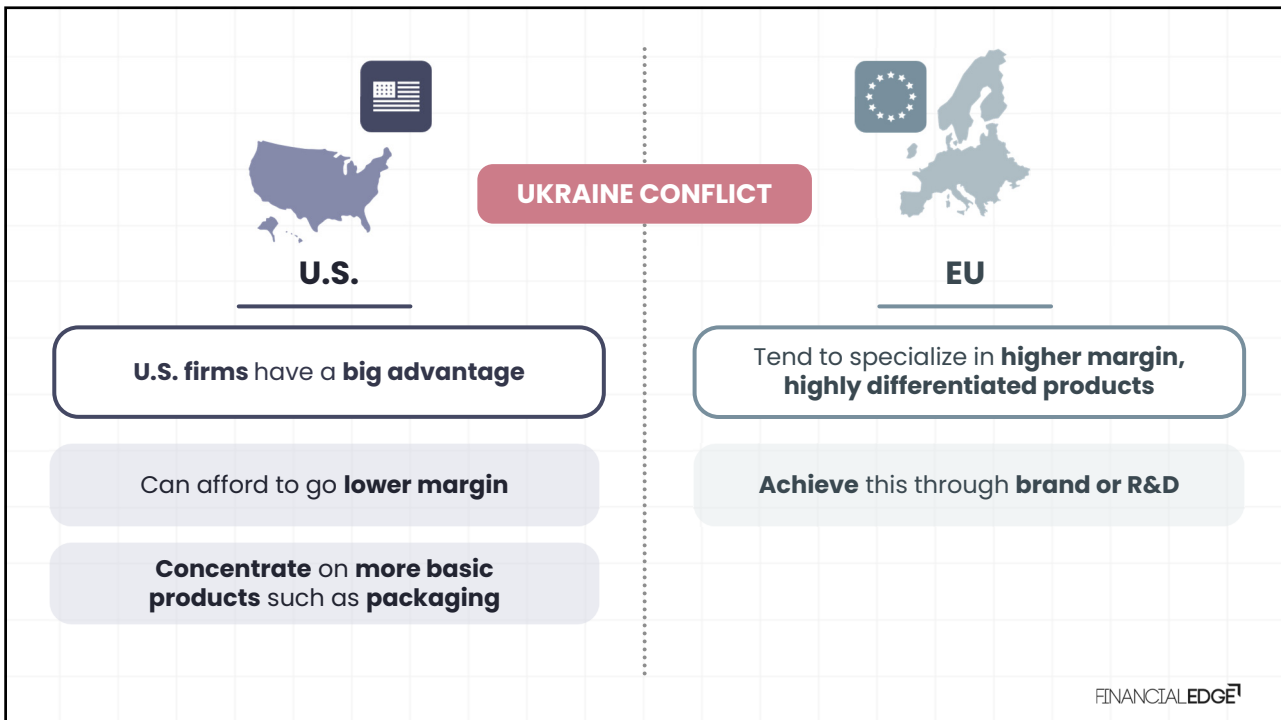 UKRAINE CONFLICT
U.S.
U.S. firms have a big advantage
Can afford to go lower margin
Concentrate on more basic
products such as packaging
EU
Tend to specialize in higher margin,
highly differentiated products
Achieve this through brand or R&D
FINANCIALEDGE